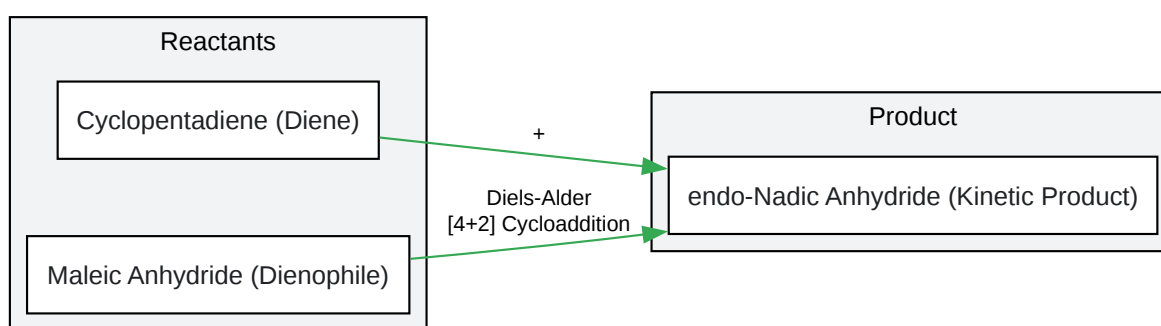 Reactants
Cyclopentadiene (Diene)
Maleic Anhydride (Dienophile)
+
Diels-Alder
[4+2] Cycloaddition
Product
endo-Nadic Anhydride (Kinetic Product)